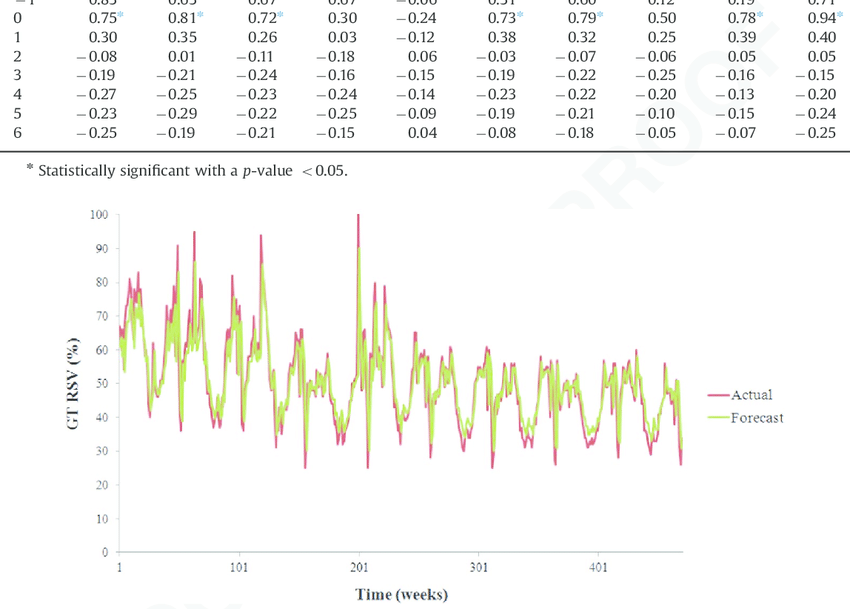 0 0.75* 0.81* 0.72* 0.30 −0.24 0.73* 0.79* 0.50 0.78* 0.94*
1 0.30 0.35 0.26 0.03 −0.12 0.38 0.32 0.25 0.39 0.40
2 −0.08 0.01 −0.11 −0.18 0.06 −0.03 −0.07 −0.06 0.05 0.05
3 −0.19 −0.21 −0.24 −0.16 −0.15 −0.19 −0.22 −0.25 −0.16 −0.15
4 −0.27 −0.25 −0.23 −0.24 −0.14 −0.23 −0.22 −0.20 −0.13 −0.20
5 −0.23 −0.29 −0.22 −0.25 −0.09 −0.19 −0.21 −0.10 −0.15 −0.24
6 −0.25 −0.19 −0.21 −0.15 0.04 −0.08 −0.18 −0.05 −0.07 −0.25
* Statistically significant with a p-value < 0.05.
PROOF
GT RSV (%)
100
90
80
70
60
50
40
30
20
10
0
1 101 201 301 401
Time (weeks)
Actual
Forecast